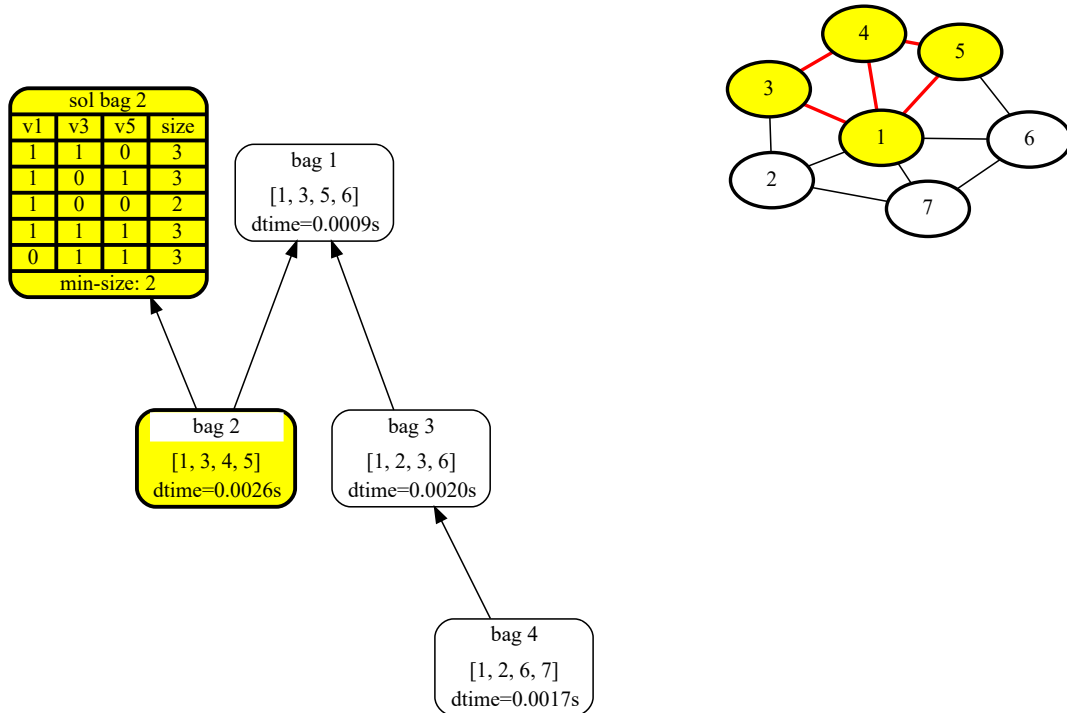 sol bag 2
v1 v3 v5 size
1 1 0 3
1 0 1 3
1 0 0 2
1 1 1 3
0 1 1 3
min-size: 2
bag 1
[1, 3, 5, 6]
dtime=0.0009s
bag 2
[1, 3, 4, 5]
dtime=0.0026s
bag 3
[1, 2, 3, 6]
dtime=0.0020s
bag 4
[1, 2, 6, 7]
dtime=0.0017s
4
5
3
1
6
2
7